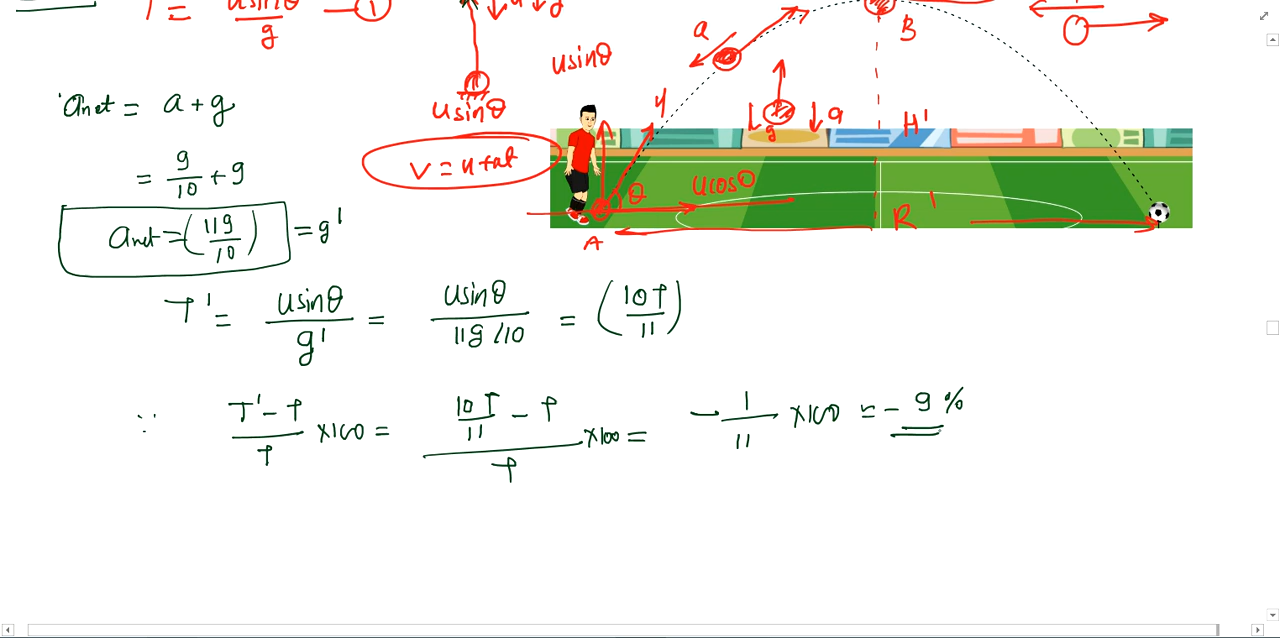 T = usinθ/g — ①
usinθ
a
B
usinθ
anet = a + g
u
g
a
H'
= g/10 + g
v = u + at
θ
ucosθ
anet = (11g/10) = g'
R'
A
T' = usinθ/g' = usinθ/11g/10 = (10T/11)
∵ T' - T/T ×100 = 10T/11 - T/T ×100 = - 1/11 ×100 = - 9%